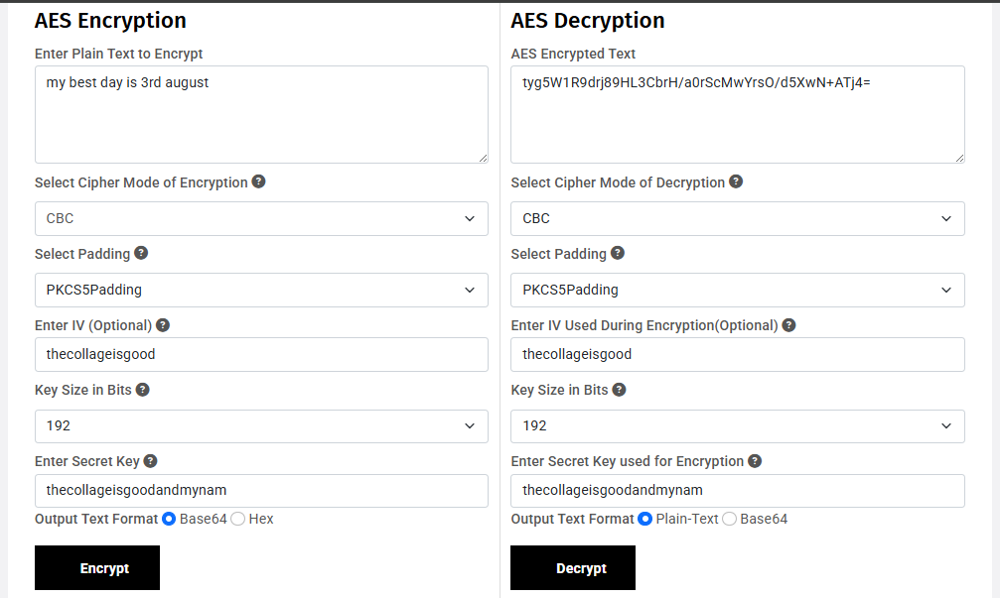 AES Encryption
Enter Plain Text to Encrypt
my best day is 3rd august
Select Cipher Mode of Encryption ?
CBC
Select Padding ?
PKCS5Padding
Enter IV (Optional) ?
thecollageisgood
Key Size in Bits ?
192
Enter Secret Key ?
thecollageisgoodandmynam
Output Text Format Base64 Hex
Encrypt
AES Decryption
AES Encrypted Text
tyg5W1R9drj89HL3CbrH/a0rScMwYrsO/d5XwN+ATj4=
Select Cipher Mode of Decryption ?
CBC
Select Padding ?
PKCS5Padding
Enter IV Used During Encryption(Optional) ?
thecollageisgood
Key Size in Bits ?
192
Enter Secret Key used for Encryption ?
thecollageisgoodandmynam
Output Text Format Plain-Text Base64
Decrypt